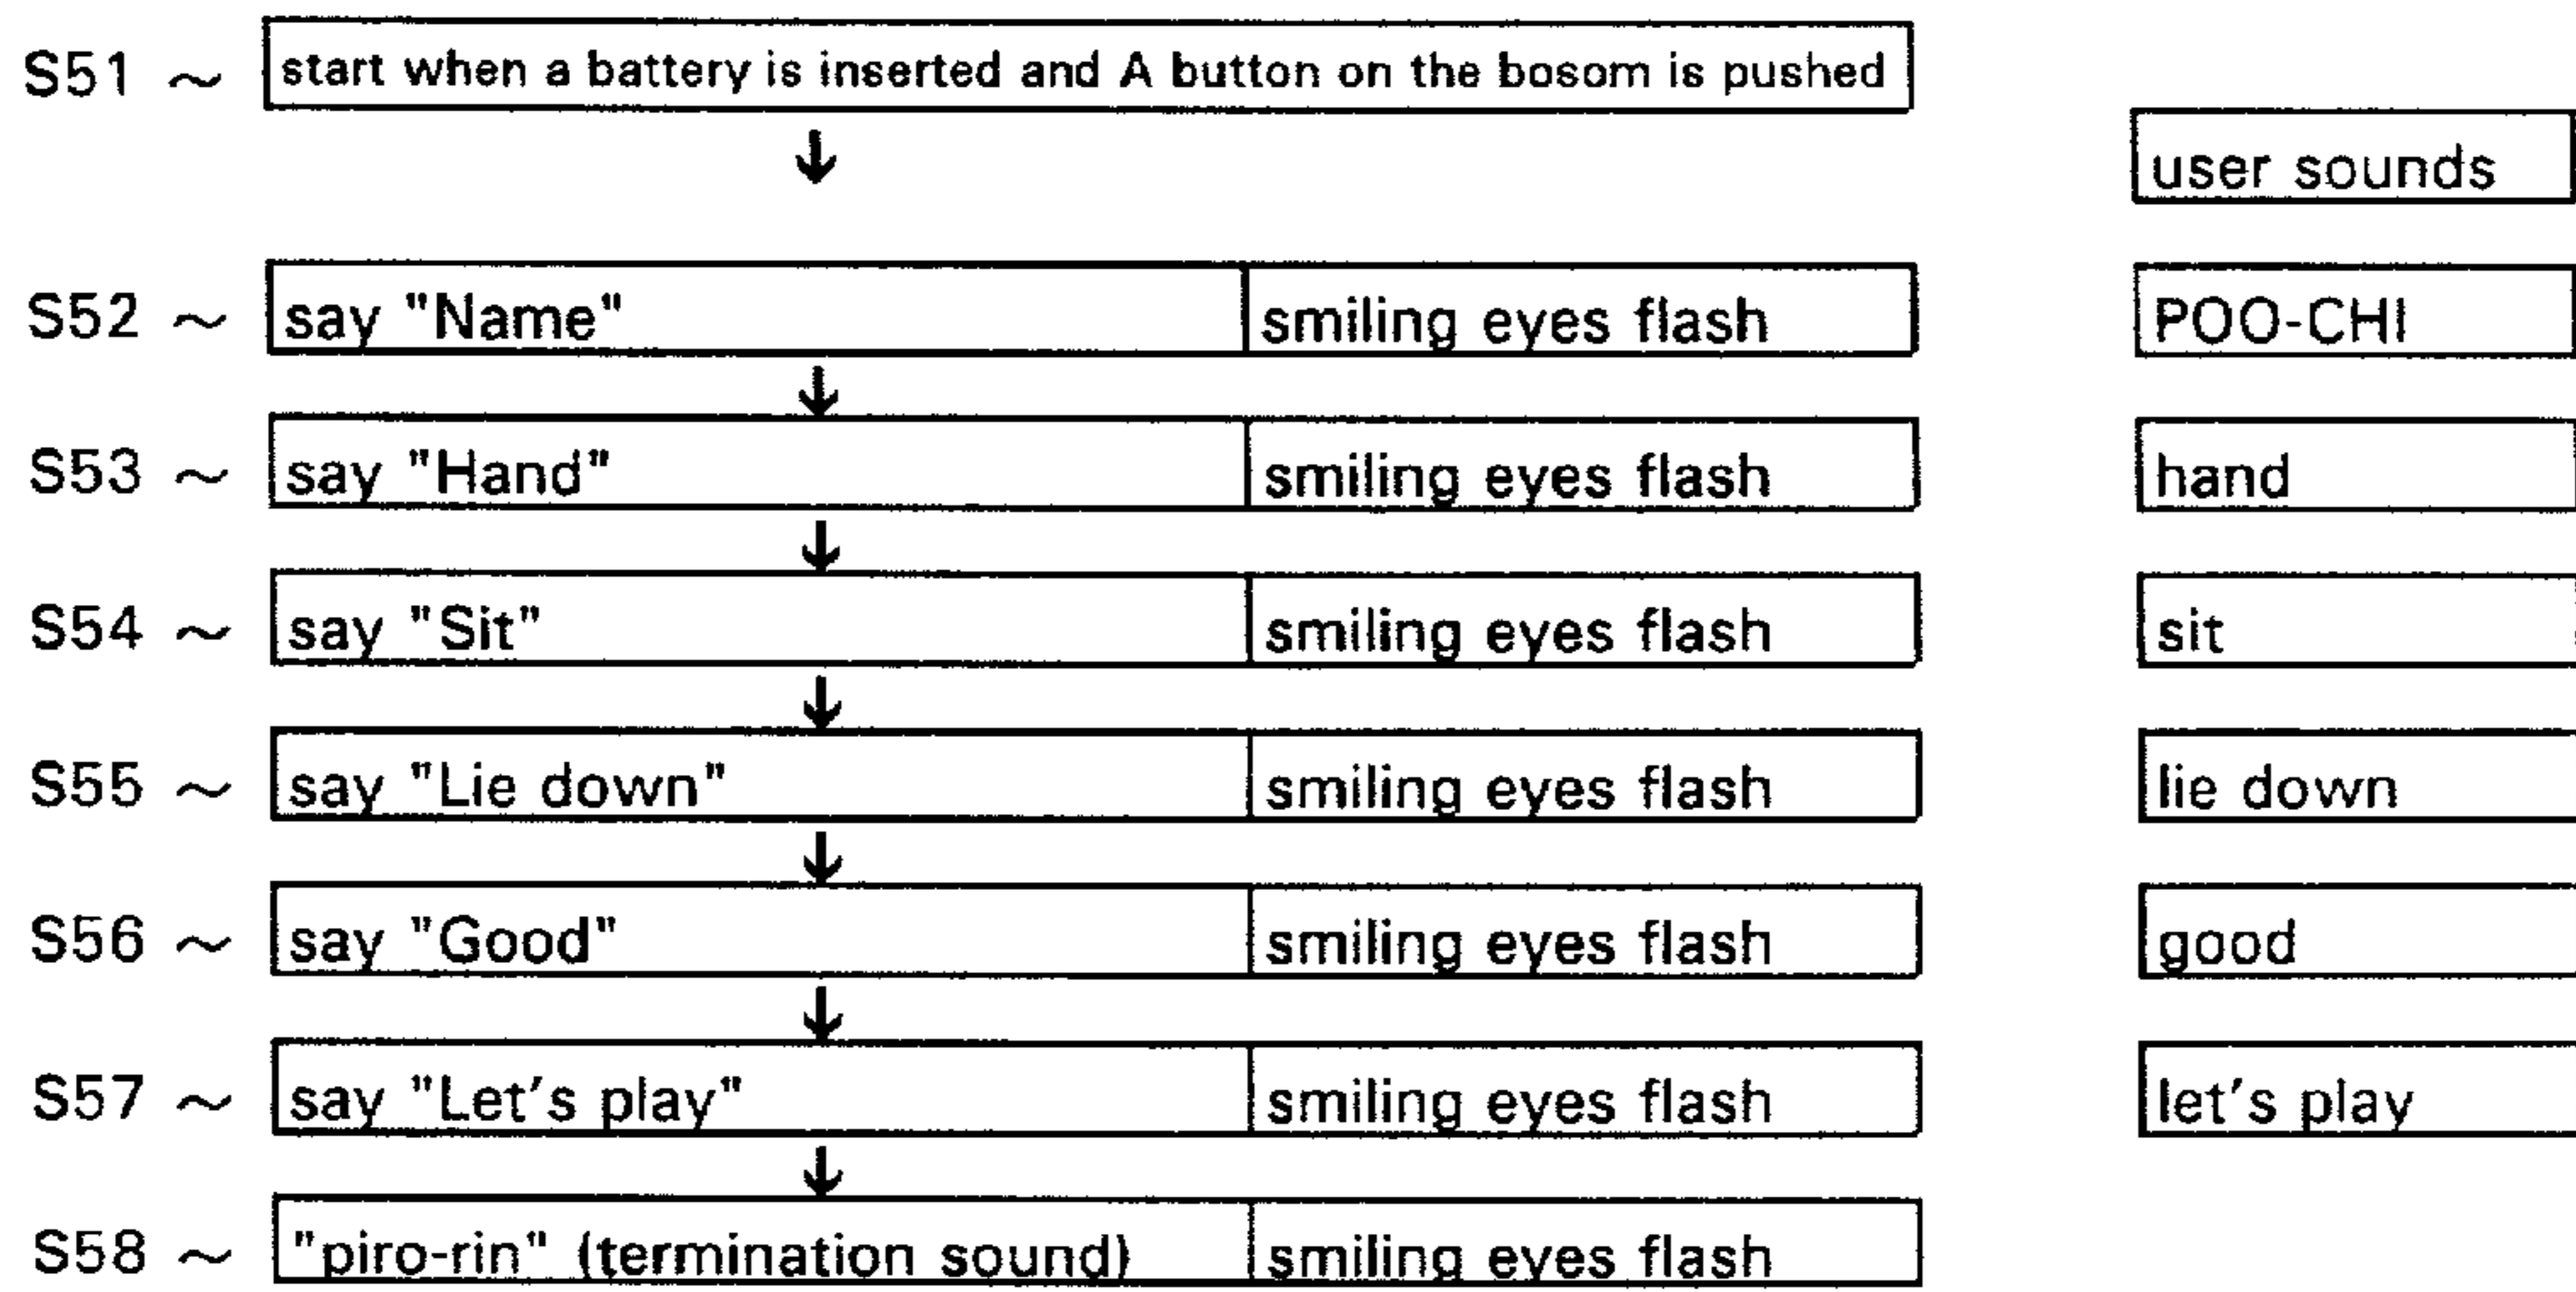 S51 ~ start when a battery is inserted and A button on the bosom is pushed
user sounds
S52 ~ say "Name" smiling eyes flash POO-CHI
S53 ~ say "Hand" smiling eyes flash hand
S54 ~ say "Sit" smiling eyes flash sit
S55 ~ say "Lie down" smiling eyes flash lie down
S56 ~ say "Good" smiling eyes flash good
S57 ~ say "Let's play" smiling eyes flash let's play
S58 ~ "piro-rin" (termination sound) smiling eyes flash